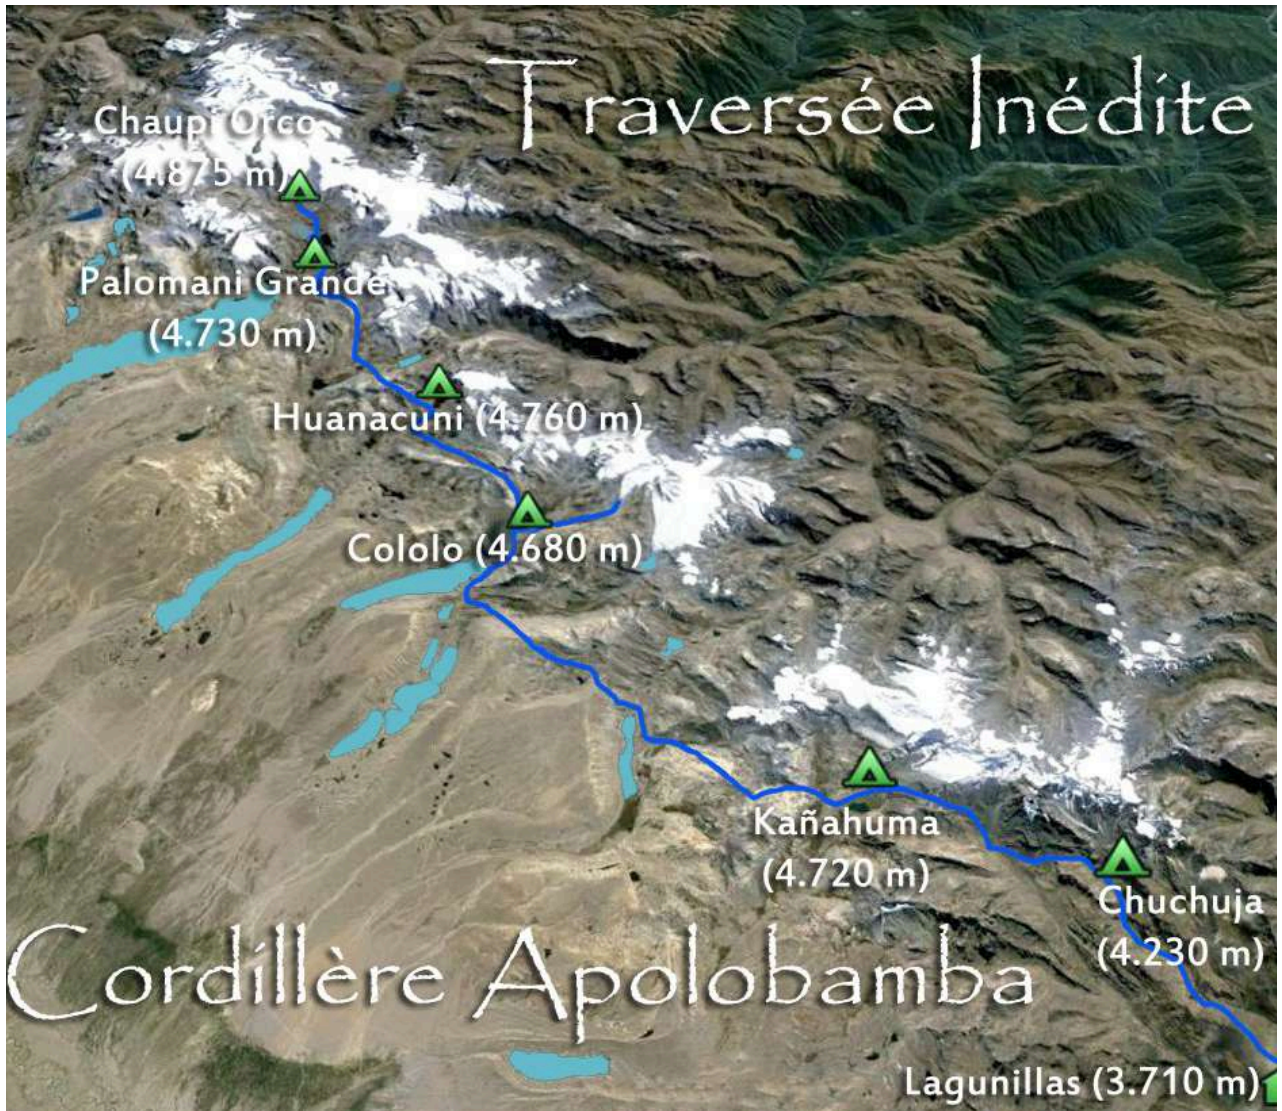 Traversée Inédite
Chaupi Orco
(4.875 m)
Palomani Grande
(4.730 m)
Huanacuni (4.760 m)
Cololo (4.680 m)
Kañahuma
(4.720 m)
Chuchuja
(4.230 m)
Cordillère Apolobamba
Lagunillas (3.710 m)